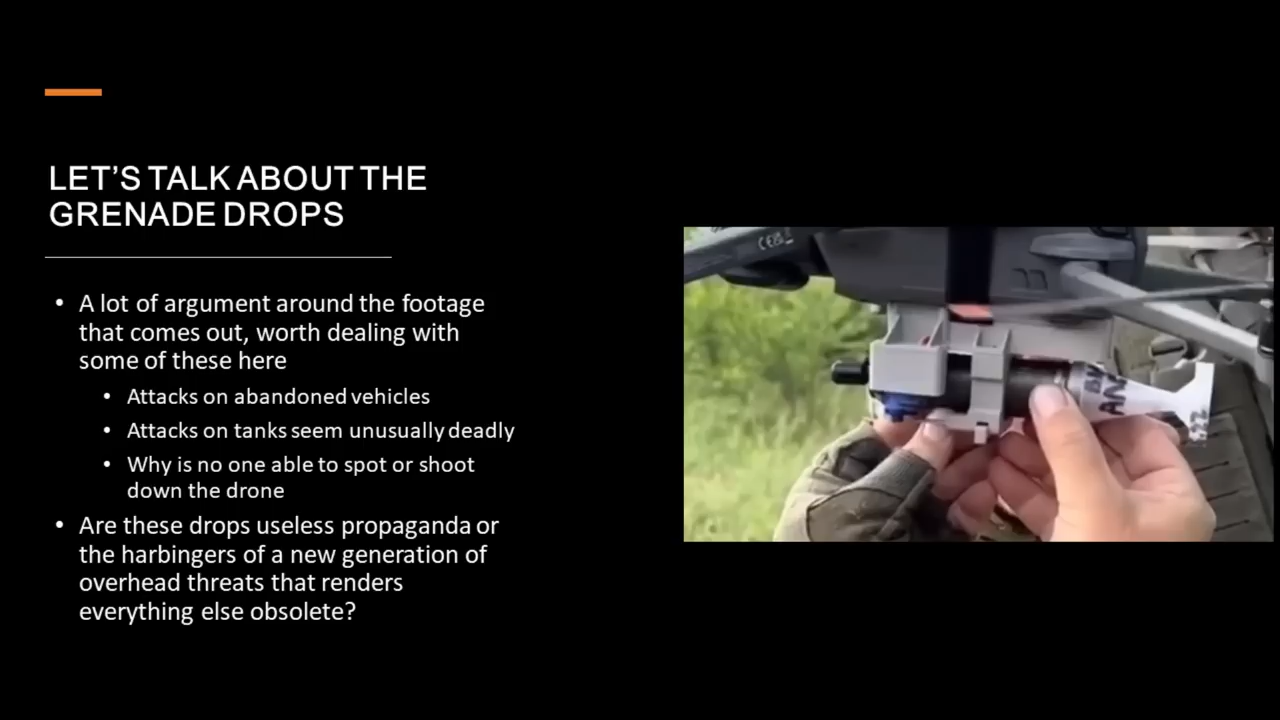 LET'S TALK ABOUT THE
GRENADE DROPS
• A lot of argument around the footage
that comes out, worth dealing with
some of these here
• Attacks on abandoned vehicles
• Attacks on tanks seem unusually deadly
• Why is no one able to spot or shoot
down the drone
• Are these drops useless propaganda or
the harbingers of a new generation of
overhead threats that renders
everything else obsolete?
CE